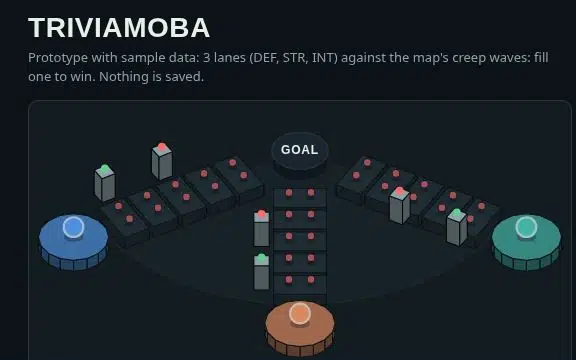 TRIVIAMOBA
Prototype with sample data: 3 lanes (DEF, STR, INT) against the map's creep waves: fill
one to win. Nothing is saved.
GOAL